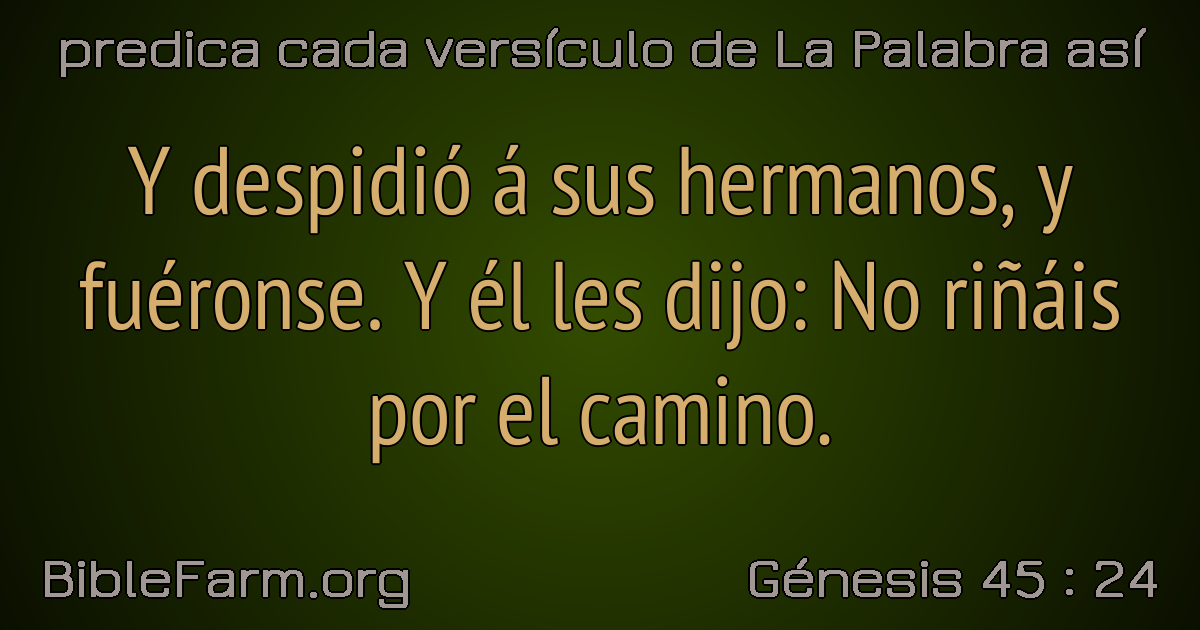 predica cada versículo de La Palabra así
Y despidió á sus hermanos, y
fuéronse. Y él les dijo: No riñáis
por el camino.
BibleFarm.org
Génesis 45 : 24